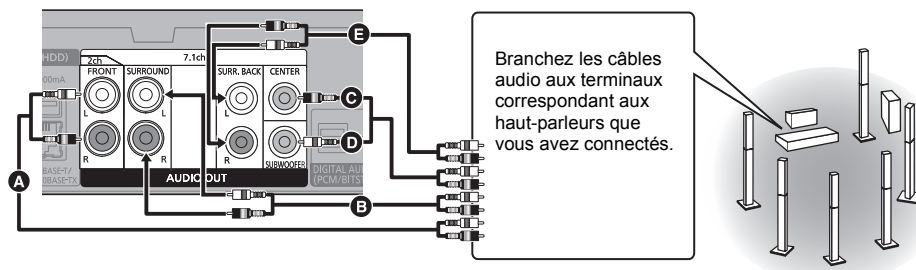 HDD)
2ch
7.1ch
FRONT
SURROUND
SURR. BACK
CENTER
L
L
L
R
R
R
SUBWOOFER
AUDIO OUT
DIGITAL AU
(PCM/BITS
BASE-T/
0BASE-TX
00mA
A
B
C
D
E
Branchez les câbles
audio aux terminaux
correspondant aux
haut-parleurs que
vous avez connectés.